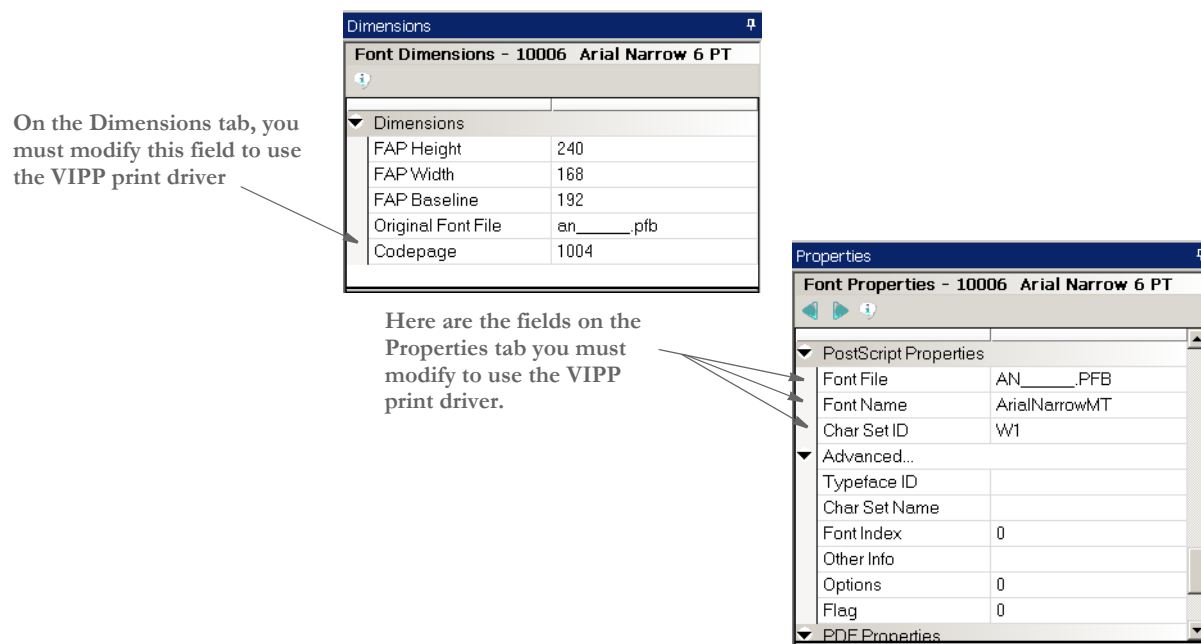 Dimensions
Font Dimensions - 10006 Arial Narrow 6 PT
Dimensions
FAP Height 240
FAP Width 168
FAP Baseline 192
Original Font File an______.pfb
Codepage 1004
On the Dimensions tab, you
must modify this field to use
the VIPP print driver
Here are the fields on the
Properties tab you must
modify to use the VIPP
print driver.
Properties
Font Properties - 10006 Arial Narrow 6 PT
PostScript Properties
Font File AN______.PFB
Font Name ArialNarrowMT
Char Set ID W1
Advanced...
Typeface ID
Char Set Name
Font Index 0
Other Info
Options 0
Flag 0
PDF Properties